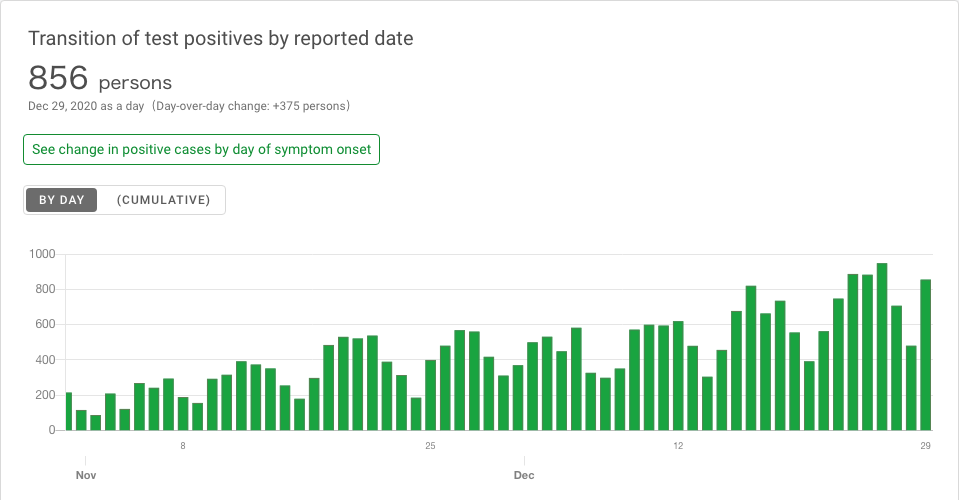 Transition of test positives by reported date
856 persons
Dec 29, 2020 as a day (Day-over-day change: +375 persons)
See change in positive cases by day of symptom onset
BY DAY (CUMULATIVE)
1000
800
600
400
200
0
8 25 12 29
Nov Dec